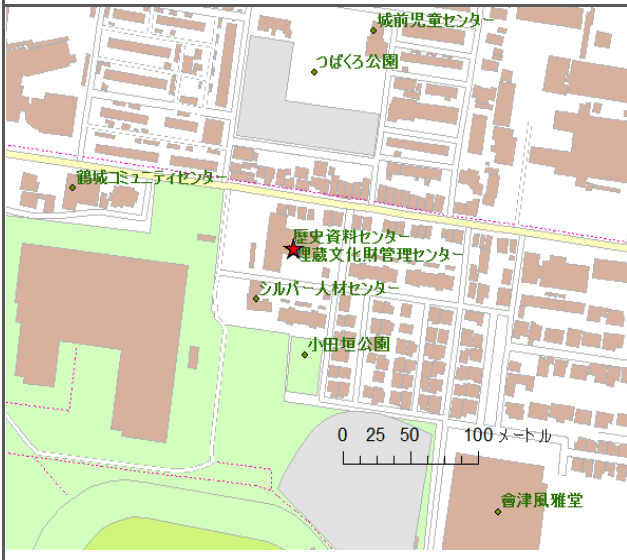 城前児童センター
つばくろ公園
鶴城コミュニティセンター
歴史資料センター
埋蔵文化財管理センター
シルバー人材センター
小田垣公園
0 25 50 100 メートル
會津風雅堂